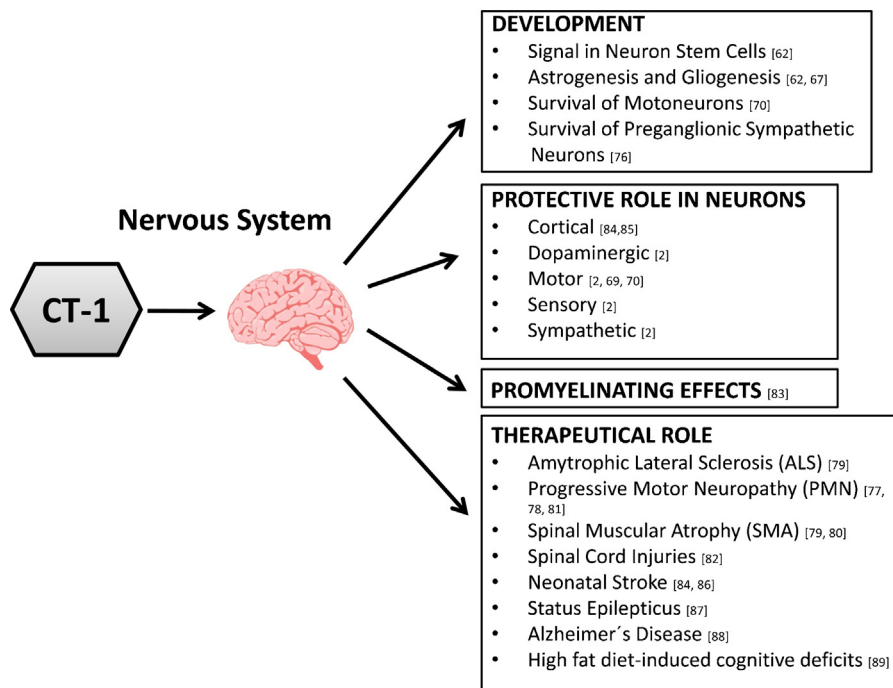 DEVELOPMENT
• Signal in Neuron Stem Cells [62]
• Astrogenesis and Gliogenesis [62, 67]
• Survival of Motoneurons [70]
• Survival of Preganglionic Sympathetic
Neurons [76]
Nervous System
CT-1
PROTECTIVE ROLE IN NEURONS
• Cortical [84,85]
• Dopaminergic [2]
• Motor [2, 69, 70]
• Sensory [2]
• Sympathetic [2]
PROMYELINATING EFFECTS [83]
THERAPEUTICAL ROLE
• Amytrophic Lateral Sclerosis (ALS) [79]
• Progressive Motor Neuropathy (PMN) [77,
78, 81]
• Spinal Muscular Atrophy (SMA) [79, 80]
• Spinal Cord Injuries [82]
• Neonatal Stroke [84, 86]
• Status Epilepticus [87]
• Alzheimer´s Disease [88]
• High fat diet-induced cognitive deficits [89]